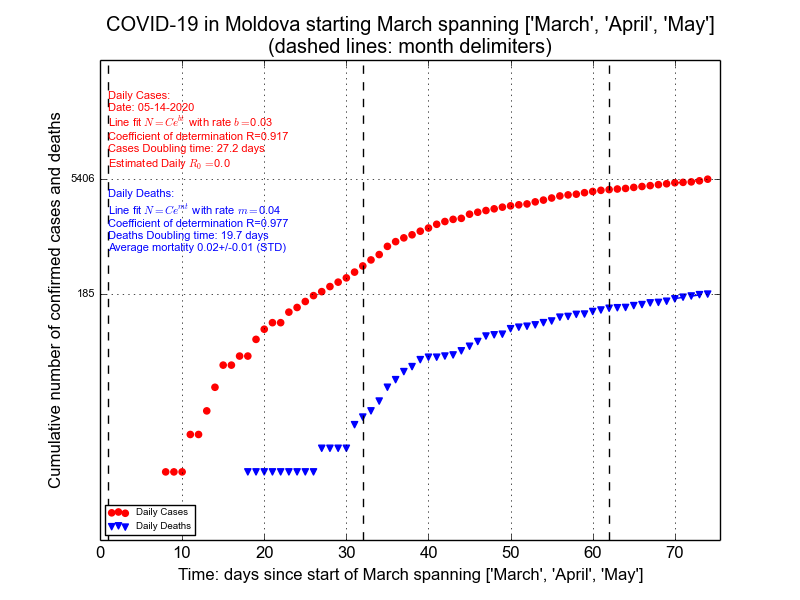 COVID-19 in Moldova starting March spanning ['March', 'April', 'May']
(dashed lines: month delimiters)
Daily Cases:
Date: 05-14-2020
Line fit N = Ce^{bt} with rate b =0.03
Coefficient of determination R=0.917
Cases Doubling time: 27.2 days
Estimated Daily R_0 =0.0
5406
Daily Deaths:
Line fit N = Ce^{mt} with rate m =0.04
Coefficient of determination R=0.977
Deaths Doubling time: 19.7 days
Average mortality 0.02+/-0.01 (STD)
185
Cumulative number of confirmed cases and deaths
Daily Cases
Daily Deaths
0 10 20 30 40 50 60 70
Time: days since start of March spanning ['March', 'April', 'May']